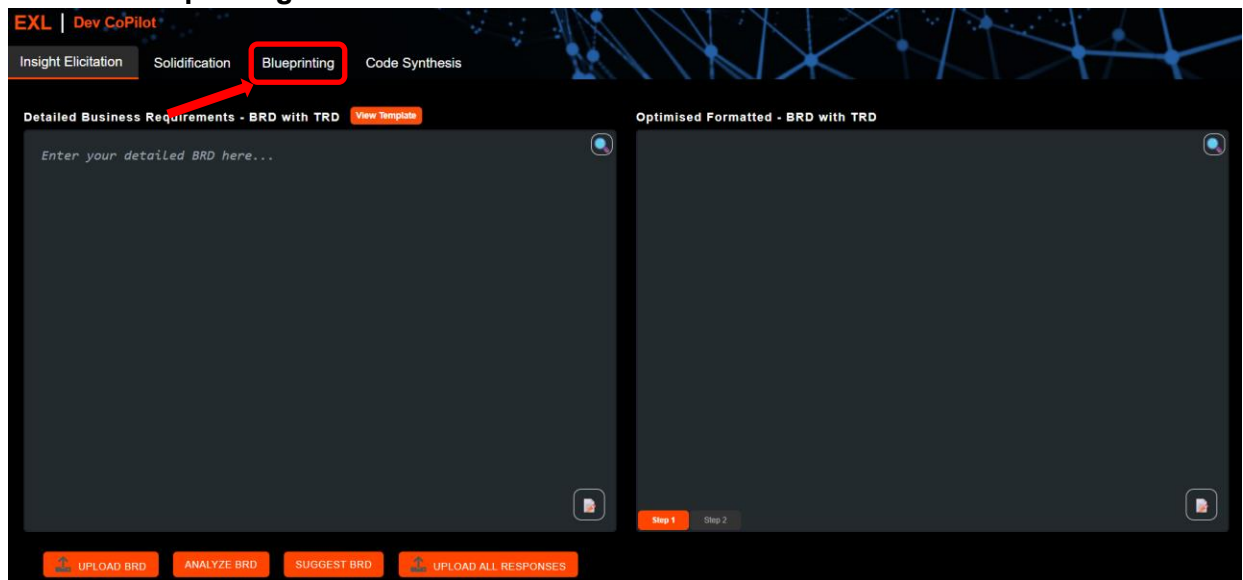 EXL | Dev CoPilot
Insight Elicitation Solidification Blueprinting Code Synthesis
Detailed Business Requirements - BRD with TRD View Template
Optimised Formatted - BRD with TRD
Enter your detailed BRD here...
Step 1 Step 2
UPLOAD BRD ANALYZE BRD SUGGEST BRD UPLOAD ALL RESPONSES